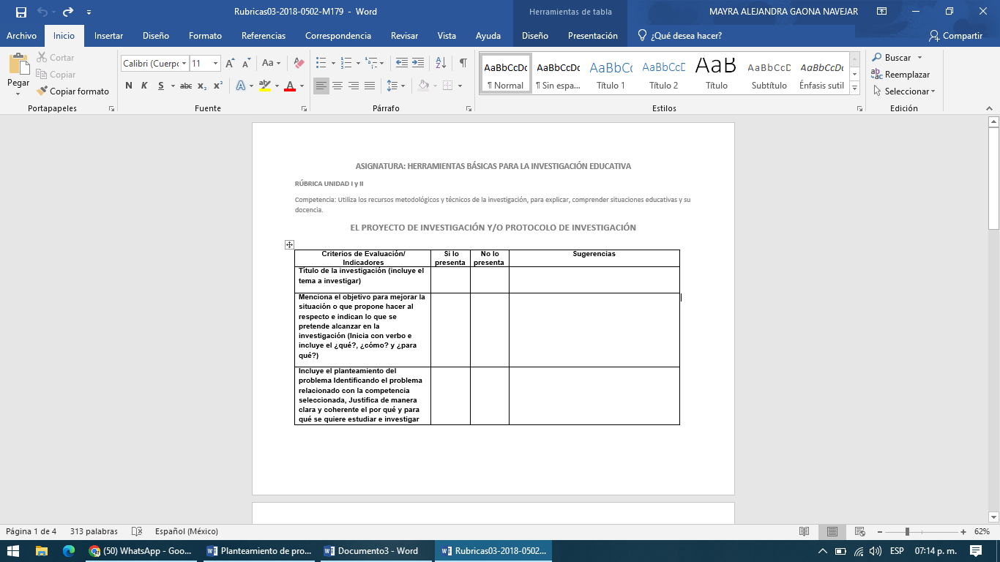 Rubricas03-2018-0502-M179 - Word
Herramientas de tabla
MAYRA ALEJANDRA GAONA NAVEJAR
Archivo Inicio Insertar Diseño Formato Referencias Correspondencia Revisar Vista Ayuda Diseño Presentación ¿Qué desea hacer? Compartir
Pegar
Cortar
Copiar
Copiar formato
Portapapeles
Calibri (Cuerpo 11
N K S abc x₂ x²
Fuente
Párrafo
AaBbCcDc AaBbCcDc AaBbCc AaBbCcD AaB AaBbCcD AaBbCcDc
¶ Normal ¶ Sin espa... Título 1 Título 2 Título Subtítulo Énfasis sutil
Estilos
Buscar
Reemplazar
Seleccionar
Edición
ASIGNATURA: HERRAMIENTAS BÁSICAS PARA LA INVESTIGACIÓN EDUCATIVA
RÚBRICA UNIDAD I y II
Competencia: Utiliza los recursos metodológicos y técnicos de la investigación, para explicar, comprender situaciones educativas y su
docencia.
EL PROYECTO DE INVESTIGACIÓN Y/O PROTOCOLO DE INVESTIGACIÓN
Criterios de Evaluación/
Indicadores
Si lo
presenta
No lo
presenta
Sugerencias
Título de la investigación (incluye el
tema a investigar)
Menciona el objetivo para mejorar la
situación o que propone hacer al
respecto e indican lo que se
pretende alcanzar en la
investigación (Inicia con verbo e
incluye el ¿qué?, ¿cómo? y ¿para
qué?)
Incluye el planteamiento del
problema Identificando el problema
relacionado con la competencia
seleccionada, Justifica de manera
clara y coherente el por qué y para
qué se quiere estudiar e investigar
Página 1 de 4 313 palabras Español (México) 62%
(50) WhatsApp - Goo... Planteamiento de pro... Documento3 - Word Rubricas03-2018-0502... ESP 07:14 p. m.